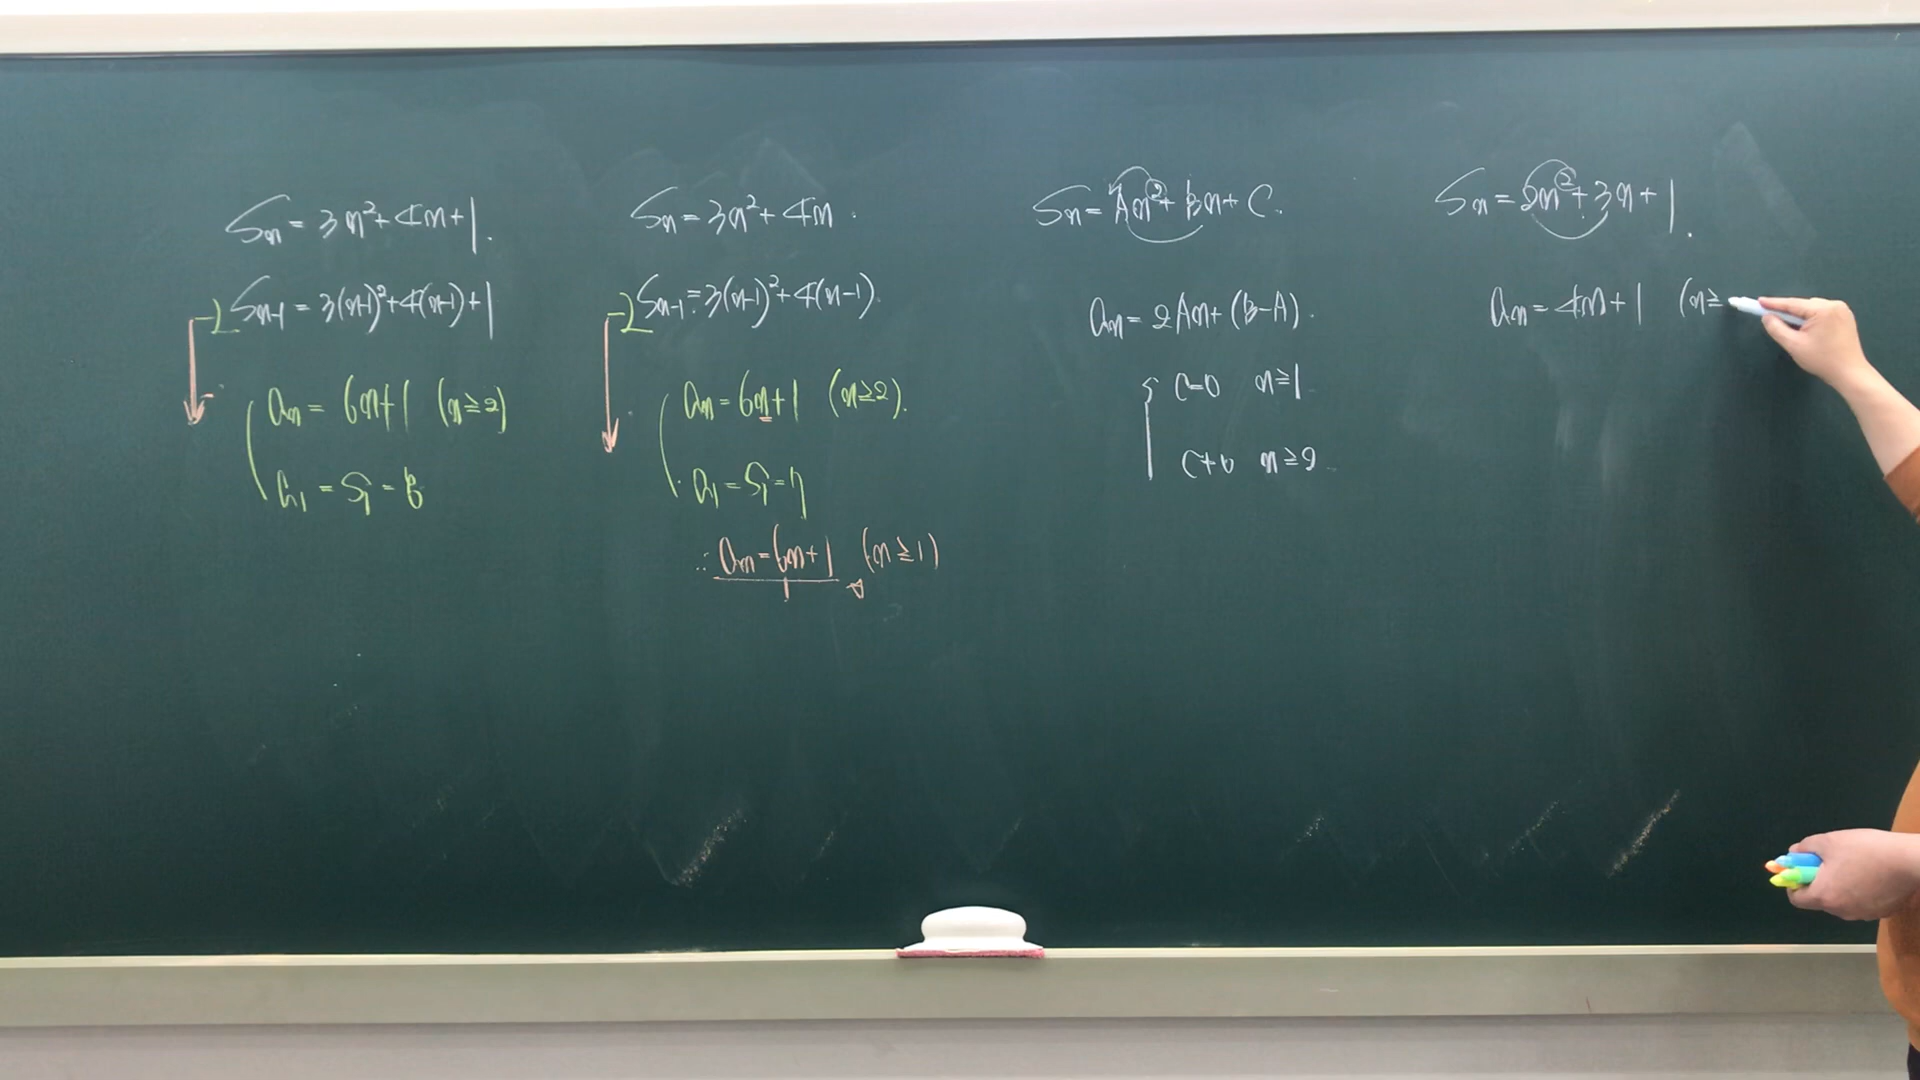 Sn = 3n² + 4n + 1.
Sn-1 = 3(n-1)² + 4(n-1) + 1
an = 6n+1 (n≥2)
a1 = S1 = 8
Sn = 3n² + 4n.
Sn-1 = 3(n-1)² + 4(n-1)
an = 6n+1 (n≥2).
a1 = S1 = 7
∴ an = 6n+1 (n≥1)
Sn = An² + Bn + C.
an = 2An + (B-A).
C=0 n≥1
C≠0 n≥2
Sn = 2n² + 3n + 1.
an = 4n+1 (n≥